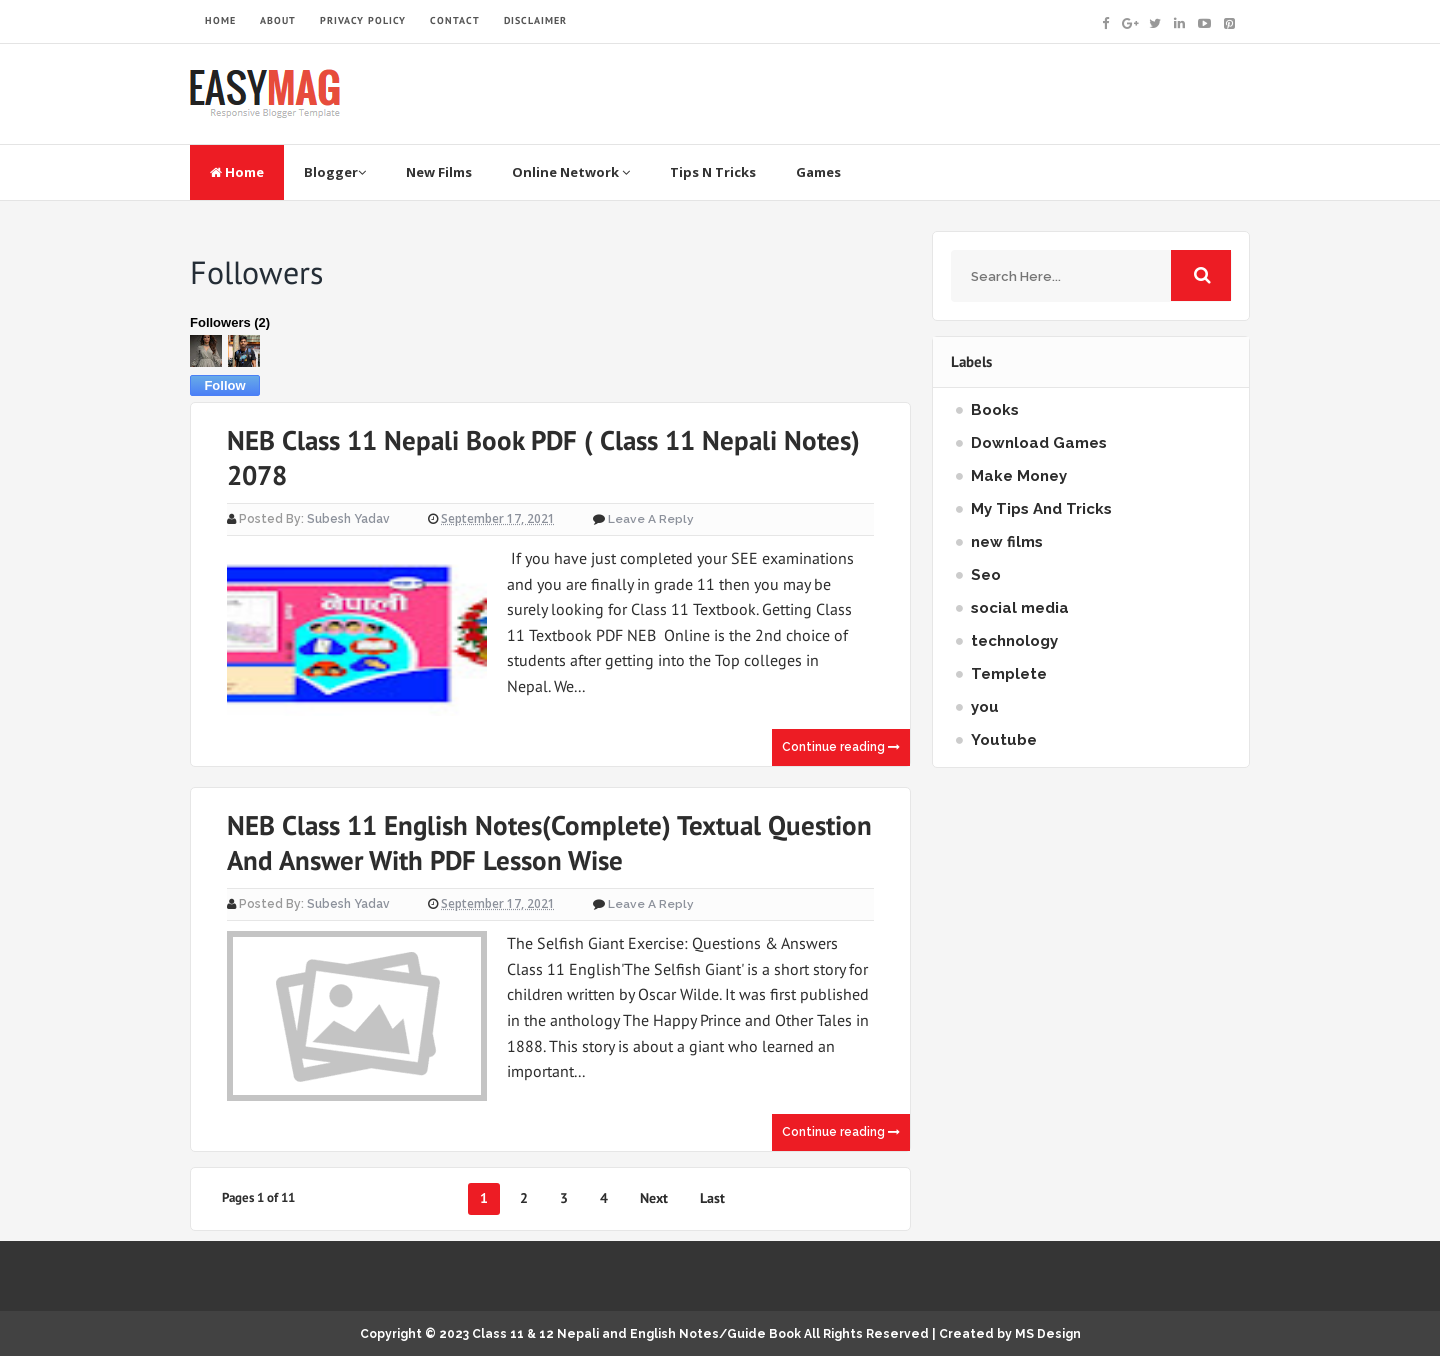 HOME ABOUT PRIVACY POLICY CONTACT DISCLAIMER
EASYMAG
Responsive Blogger Template
Home Blogger New Films Online Network Tips N Tricks Games
Followers
Followers (2)
Follow
NEB Class 11 Nepali Book PDF ( Class 11 Nepali Notes)
2078
Posted By: Subesh Yadav September 17, 2021 Leave A Reply
नेपाली
If you have just completed your SEE examinations
and you are finally in grade 11 then you may be
surely looking for Class 11 Textbook. Getting Class
11 Textbook PDF NEB  Online is the 2nd choice of
students after getting into the Top colleges in
Nepal. We...
Continue reading
NEB Class 11 English Notes(Complete) Textual Question
And Answer With PDF Lesson Wise
Posted By: Subesh Yadav September 17, 2021 Leave A Reply
The Selfish Giant Exercise: Questions & Answers
Class 11 English'The Selfish Giant' is a short story for
children written by Oscar Wilde. It was first published
in the anthology The Happy Prince and Other Tales in
1888. This story is about a giant who learned an
important...
Continue reading
Pages 1 of 11 1 2 3 4 Next Last
Search Here...
Labels
Books
Download Games
Make Money
My Tips And Tricks
new films
Seo
social media
technology
Templete
you
Youtube
Copyright © 2023 Class 11 & 12 Nepali and English Notes/Guide Book All Rights Reserved | Created by MS Design